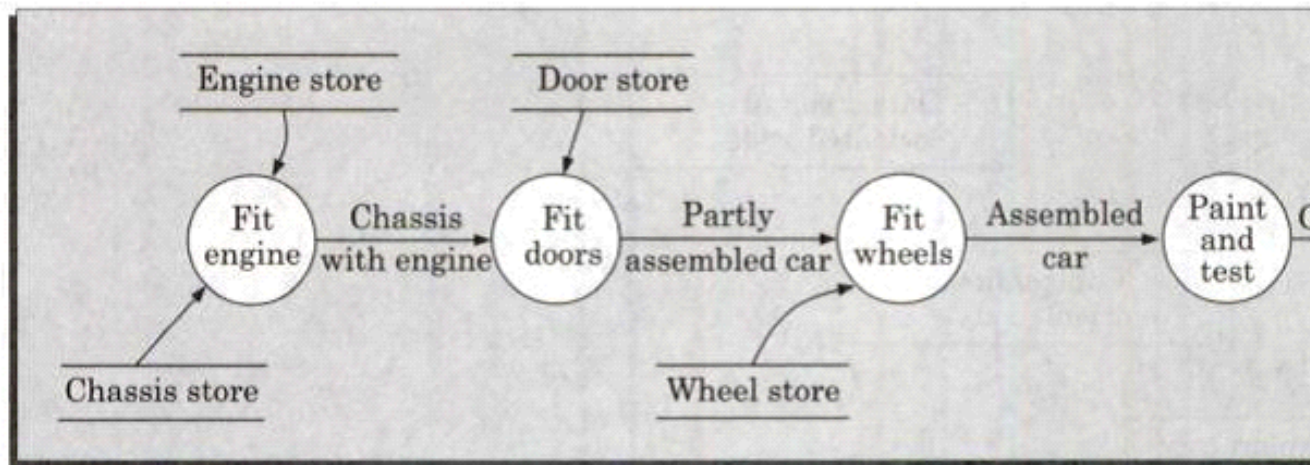 Engine store
Door store
Fit
engine
Chassis
with engine
Fit
doors
Partly
assembled car
Fit
wheels
Assembled
car
Paint
and
test
Chassis store
Wheel store